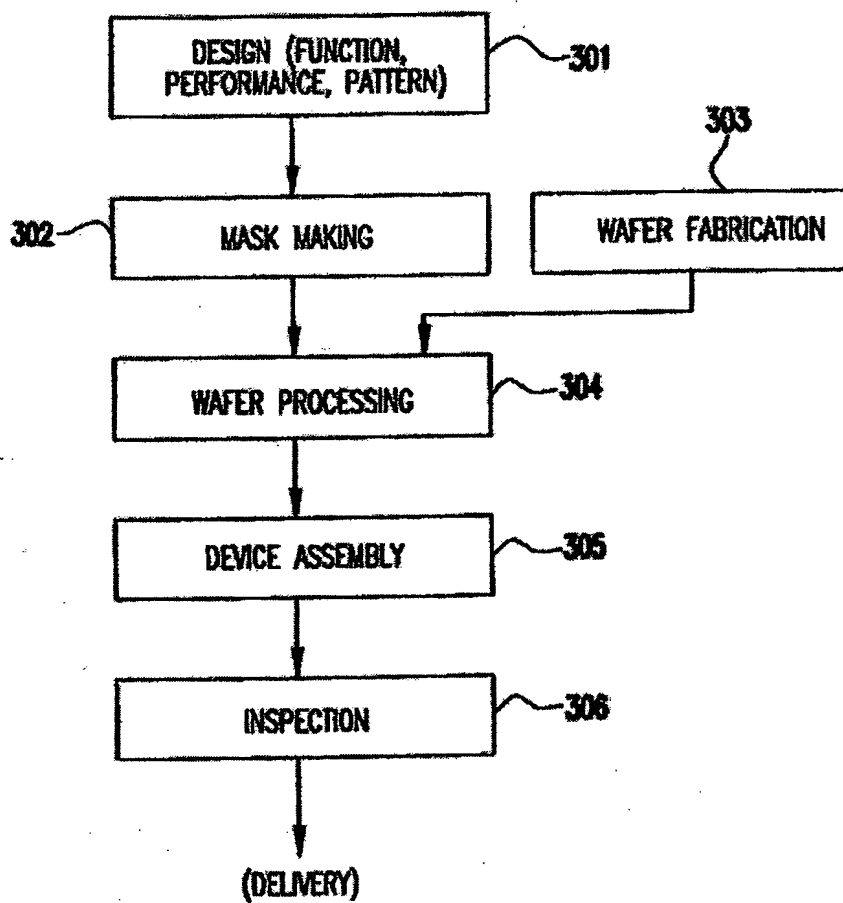 DESIGN (FUNCTION,
PERFORMANCE, PATTERN)
301
303
302
MASK MAKING
WAFER FABRICATION
WAFER PROCESSING
304
DEVICE ASSEMBLY
305
INSPECTION
306
(DELIVERY)